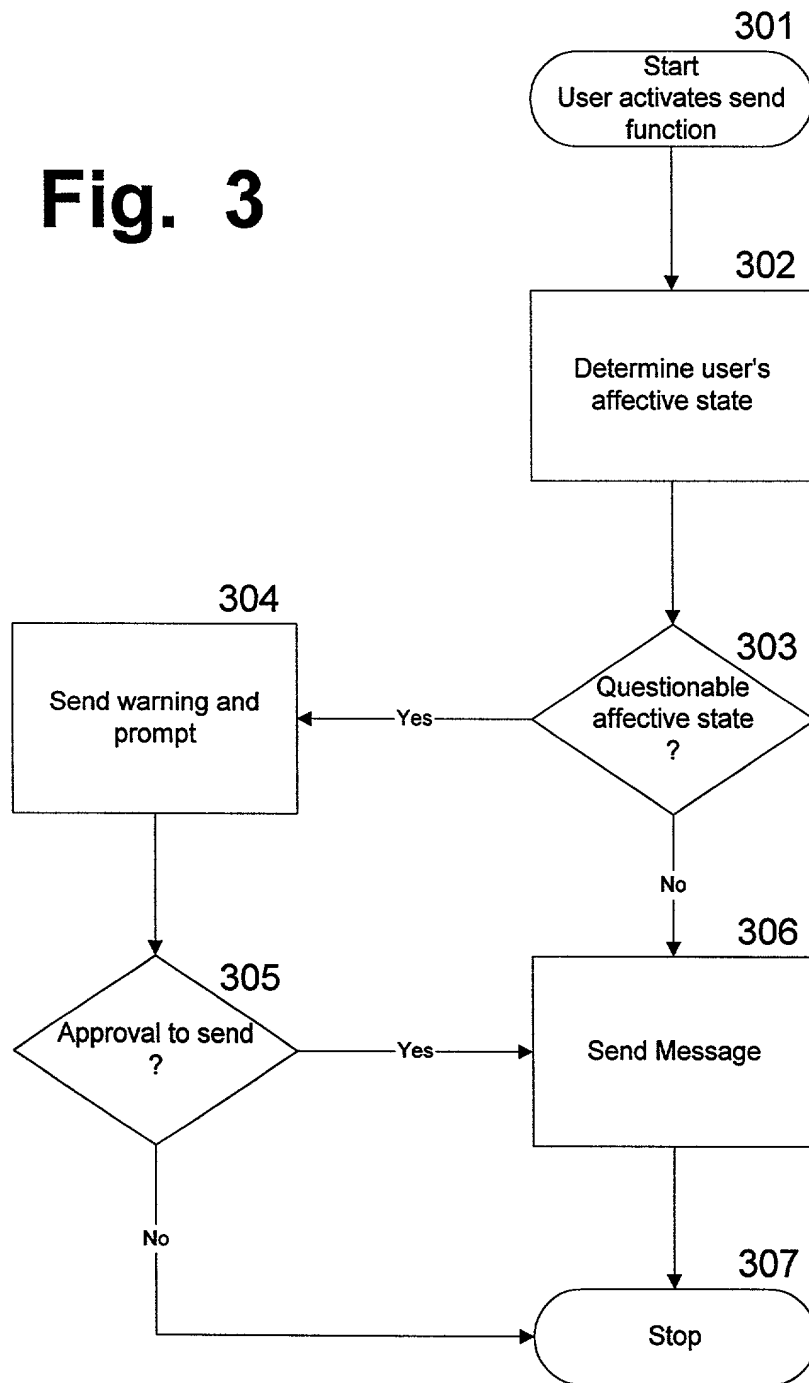 Fig. 3
301
Start
User activates send
function
302
Determine user's
affective state
303
Questionable
affective state
?
Yes
304
Send warning and
prompt
No
305
Approval to send
?
Yes
306
Send Message
No
307
Stop